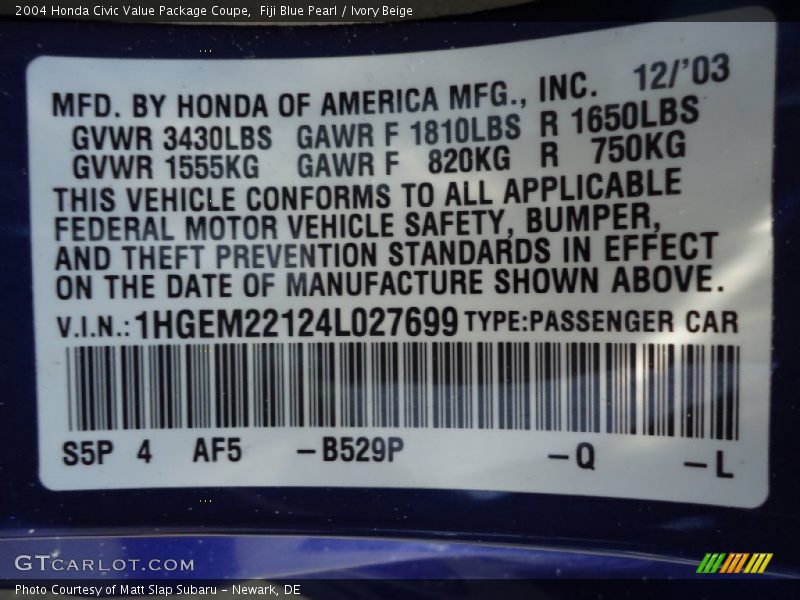 2004 Honda Civic Value Package Coupe,  Fiji Blue Pearl / Ivory Beige
MFD. BY HONDA OF AMERICA MFG., INC. 12/'03
GVWR 3430LBS GAWR F 1810LBS R 1650LBS
GVWR 1555KG GAWR F 820KG R 750KG
THIS VEHICLE CONFORMS TO ALL APPLICABLE
FEDERAL MOTOR VEHICLE SAFETY, BUMPER,
AND THEFT PREVENTION STANDARDS IN EFFECT
ON THE DATE OF MANUFACTURE SHOWN ABOVE.
V.I.N.: 1HGEM22124L027699 TYPE:PASSENGER CAR
S5P 4 AF5 –B529P –Q –L
GTCARLOT.COM
Photo Courtesy of Matt Slap Subaru – Newark, DE